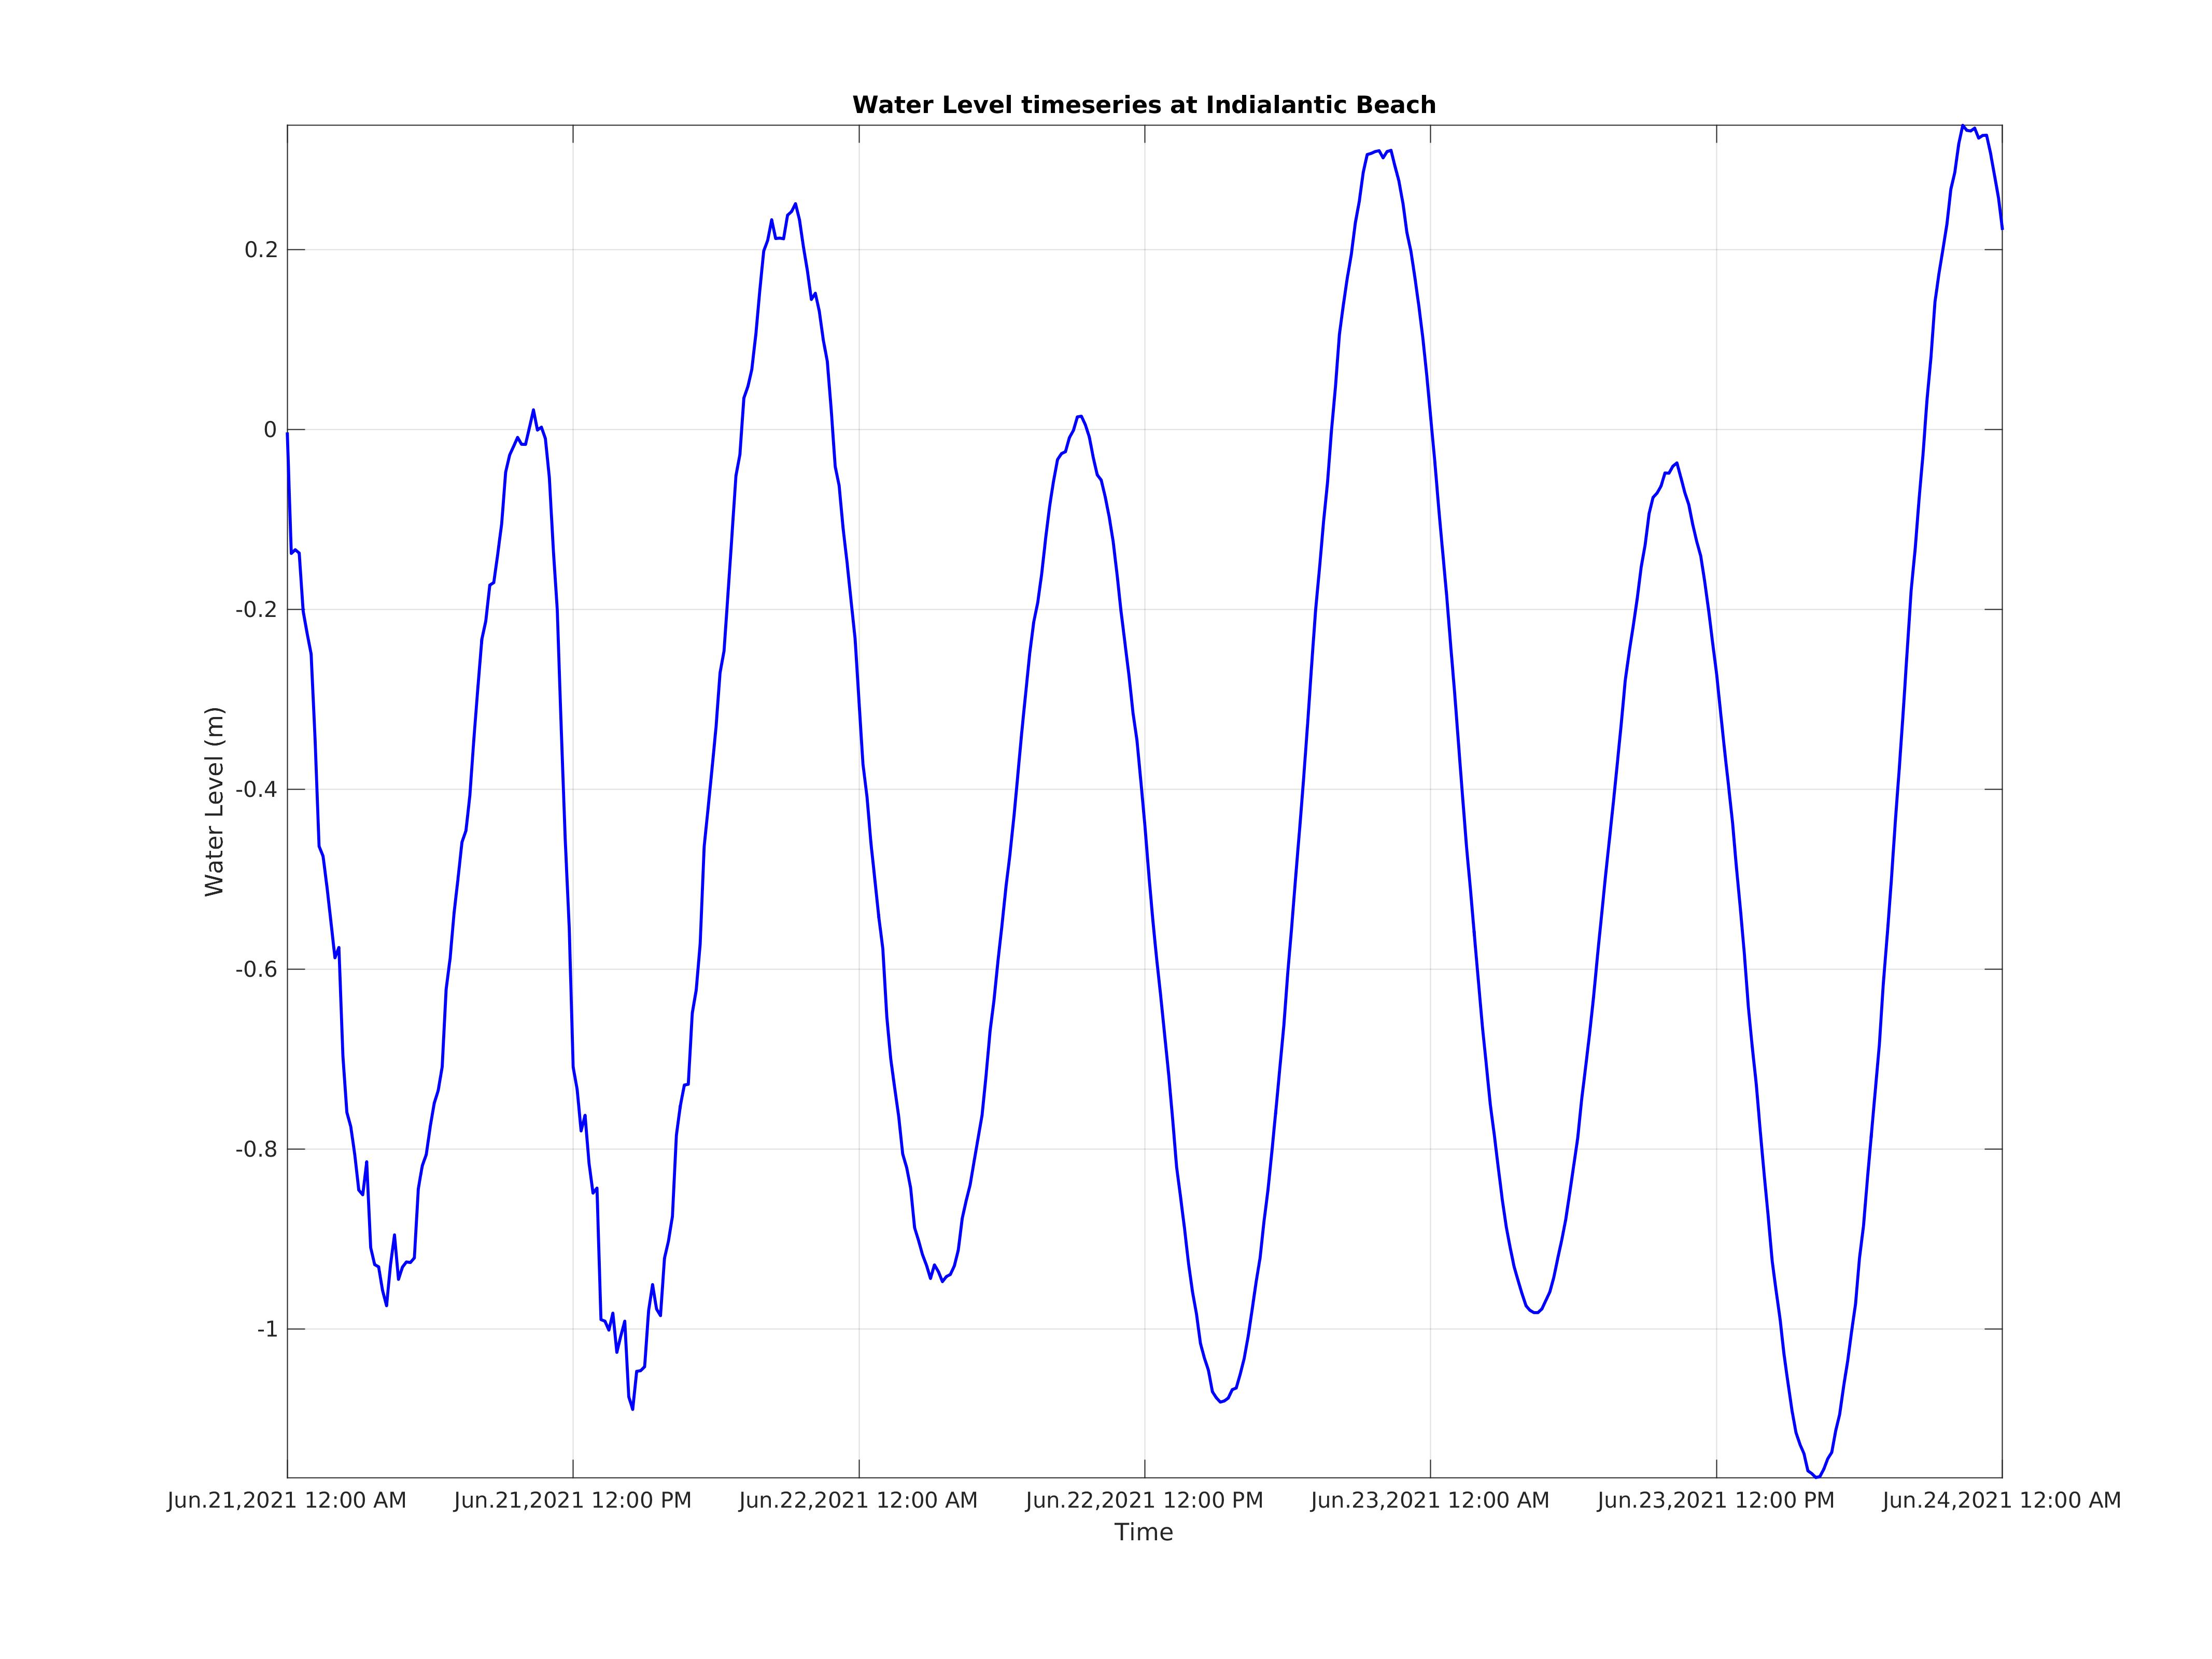 Water Level timeseries at Indialantic Beach
Water Level (m)
0.2
0
-0.2
-0.4
-0.6
-0.8
-1
Jun.21,2021 12:00 AM
Jun.21,2021 12:00 PM
Jun.22,2021 12:00 AM
Jun.22,2021 12:00 PM
Jun.23,2021 12:00 AM
Jun.23,2021 12:00 PM
Jun.24,2021 12:00 AM
Time